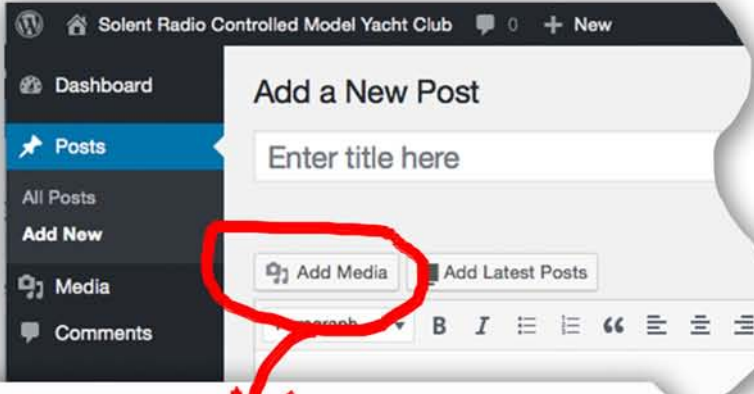 Solent Radio Controlled Model Yacht Club 0 + New
Dashboard
Posts
All Posts
Add New
Media
Comments
Add a New Post
Enter title here
Add Media Add Latest Posts
Paragraph B I